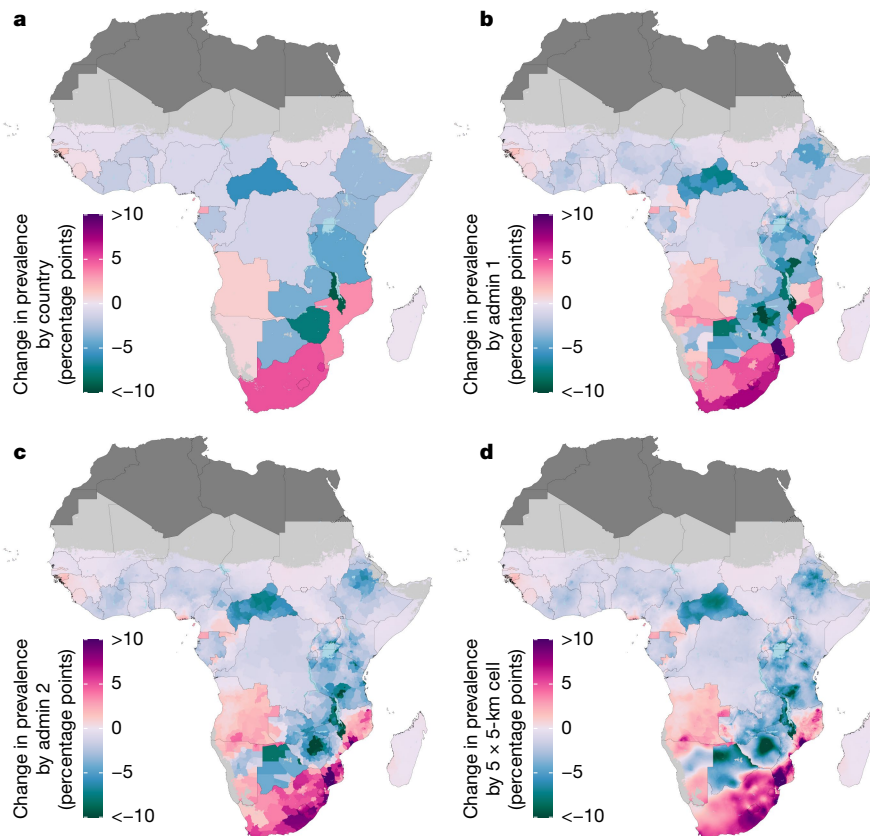 a
Change in prevalence
by country
(percentage points)
>10
5
0
−5
<−10
b
Change in prevalence
by admin 1
(percentage points)
>10
5
0
−5
<−10
c
Change in prevalence
by admin 2
(percentage points)
>10
5
0
−5
<−10
d
Change in prevalence
by 5 × 5-km cell
(percentage points)
>10
5
0
−5
<−10